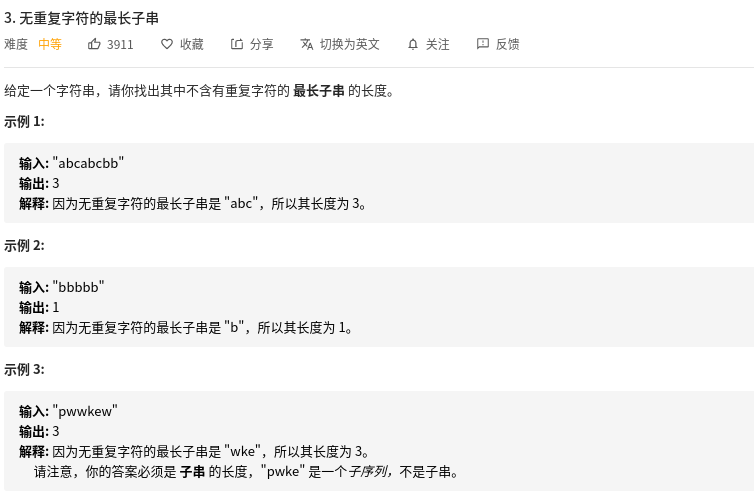 3. 无重复字符的最长子串
难度 中等 3911 收藏 分享 切换为英文 关注 反馈
给定一个字符串，请你找出其中不含有重复字符的 最长子串 的长度。
示例 1:
输入: "abcabcbb"
输出: 3
解释: 因为无重复字符的最长子串是 "abc"，所以其长度为 3。
示例 2:
输入: "bbbbb"
输出: 1
解释: 因为无重复字符的最长子串是 "b"，所以其长度为 1。
示例 3:
输入: "pwwkew"
输出: 3
解释: 因为无重复字符的最长子串是 "wke"，所以其长度为 3。
请注意，你的答案必须是 子串 的长度，"pwke" 是一个子序列，不是子串。